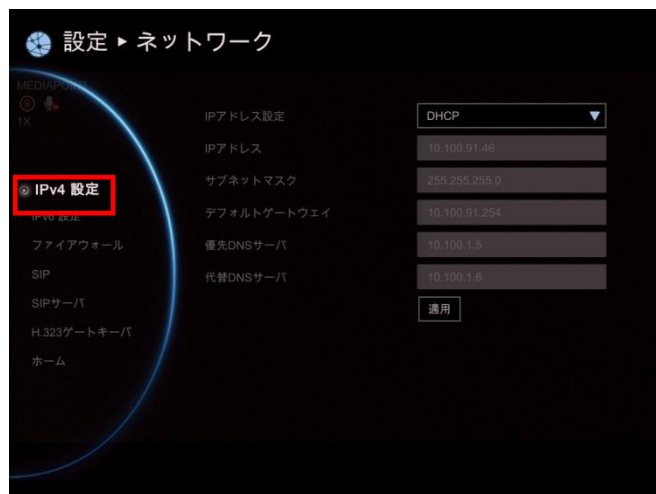 設定 ▸ ネットワーク
MEDIAPOINT
1X
IPv4 設定
IPv6 設定
ファイアウォール
SIP
SIPサーバ
H.323ゲートキーパ
ホーム
IPアドレス設定 DHCP
IPアドレス 10.100.91.46
サブネットマスク 255.255.255.0
デフォルトゲートウェイ 10.100.91.254
優先DNSサーバ 10.100.1.5
代替DNSサーバ 10.100.1.6
適用